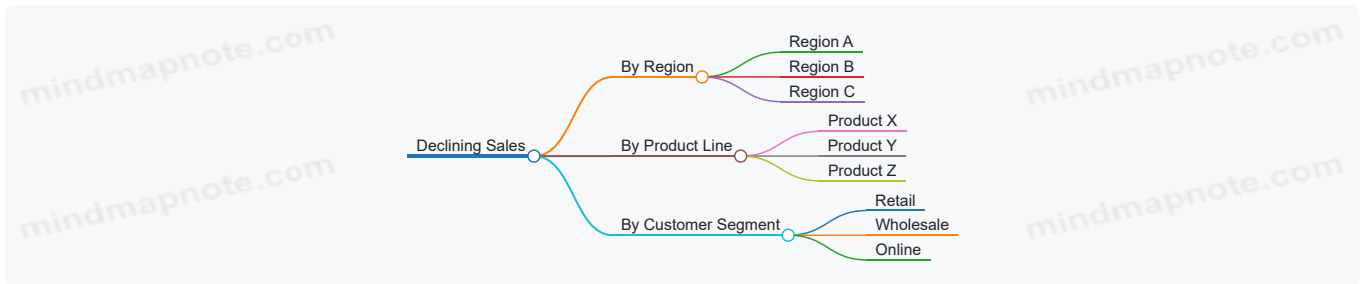 mindmapnote.com
mindmapnote.com
Region A
By Region
Region B
Region C
Product X
Declining Sales
By Product Line
Product Y
Product Z
mindmapnote.com
mindmapnote.com
Retail
By Customer Segment
Wholesale
Online